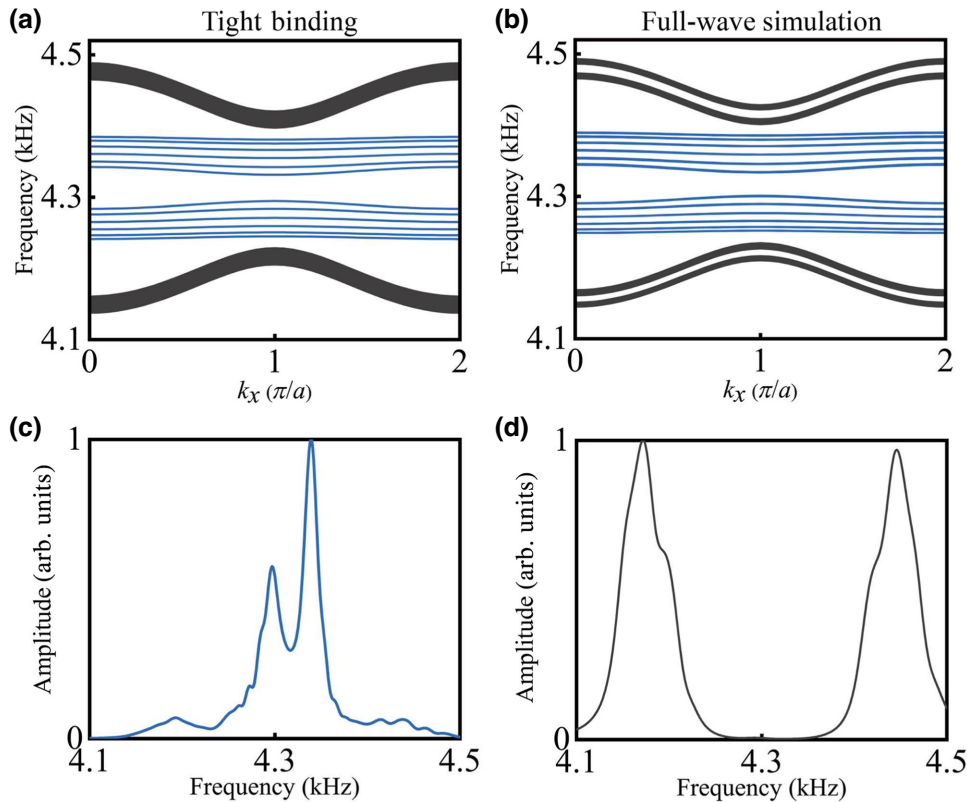 (a) Tight binding
4.5
4.3
4.1
Frequency (kHz)
0 1 2
kx (π/a)
(b) Full-wave simulation
4.5
4.3
4.1
Frequency (kHz)
0 1 2
kx (π/a)
(c)
1
0
Amplitude (arb. units)
4.1 4.3 4.5
Frequency (kHz)
(d)
1
0
Amplitude (arb. units)
4.1 4.3 4.5
Frequency (kHz)